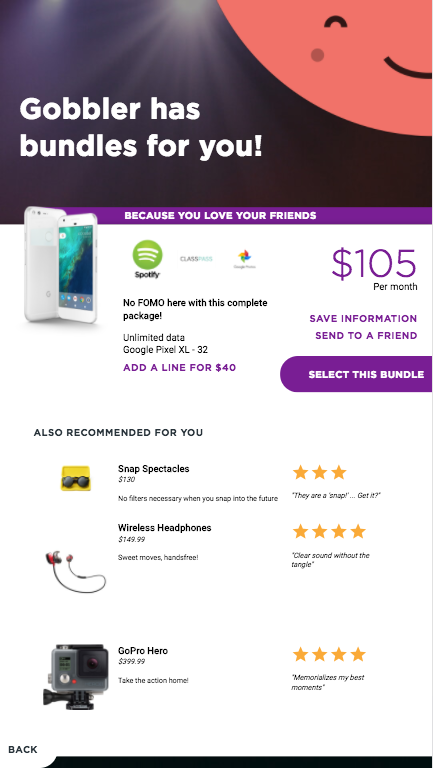 Gobbler has
bundles for you!
BECAUSE YOU LOVE YOUR FRIENDS
Spotify
CLASSPASS
Google Photos
$105
Per month
No FOMO here with this complete
package!
Unlimited data
Google Pixel XL - 32
ADD A LINE FOR $40
SAVE INFORMATION
SEND TO A FRIEND
SELECT THIS BUNDLE
ALSO RECOMMENDED FOR YOU
Snap Spectacles
$130
No filters necessary when you snap into the future
"They are a 'snap!' ... Get it?"
Wireless Headphones
$149.99
Sweet moves, handsfree!
"Clear sound without the
tangle"
GoPro Hero
$399.99
Take the action home!
"Memorializes my best
moments"
BACK